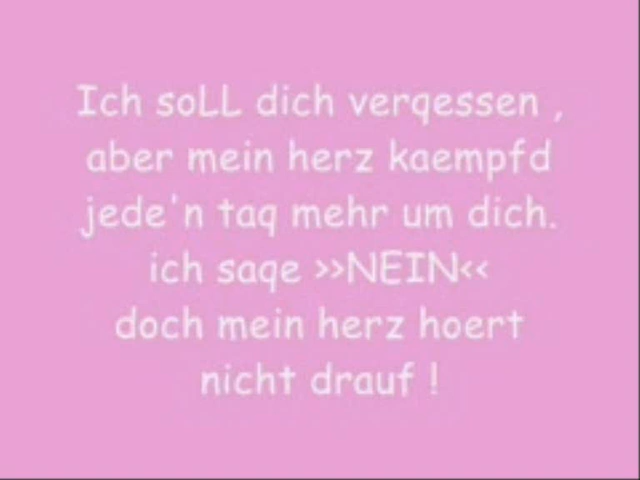 Ich soLL dich verqessen ,
aber mein herz kaempfd
jede'n taq mehr um dich.
ich saqe >>NEIN<<
doch mein herz hoert
nicht drauf !